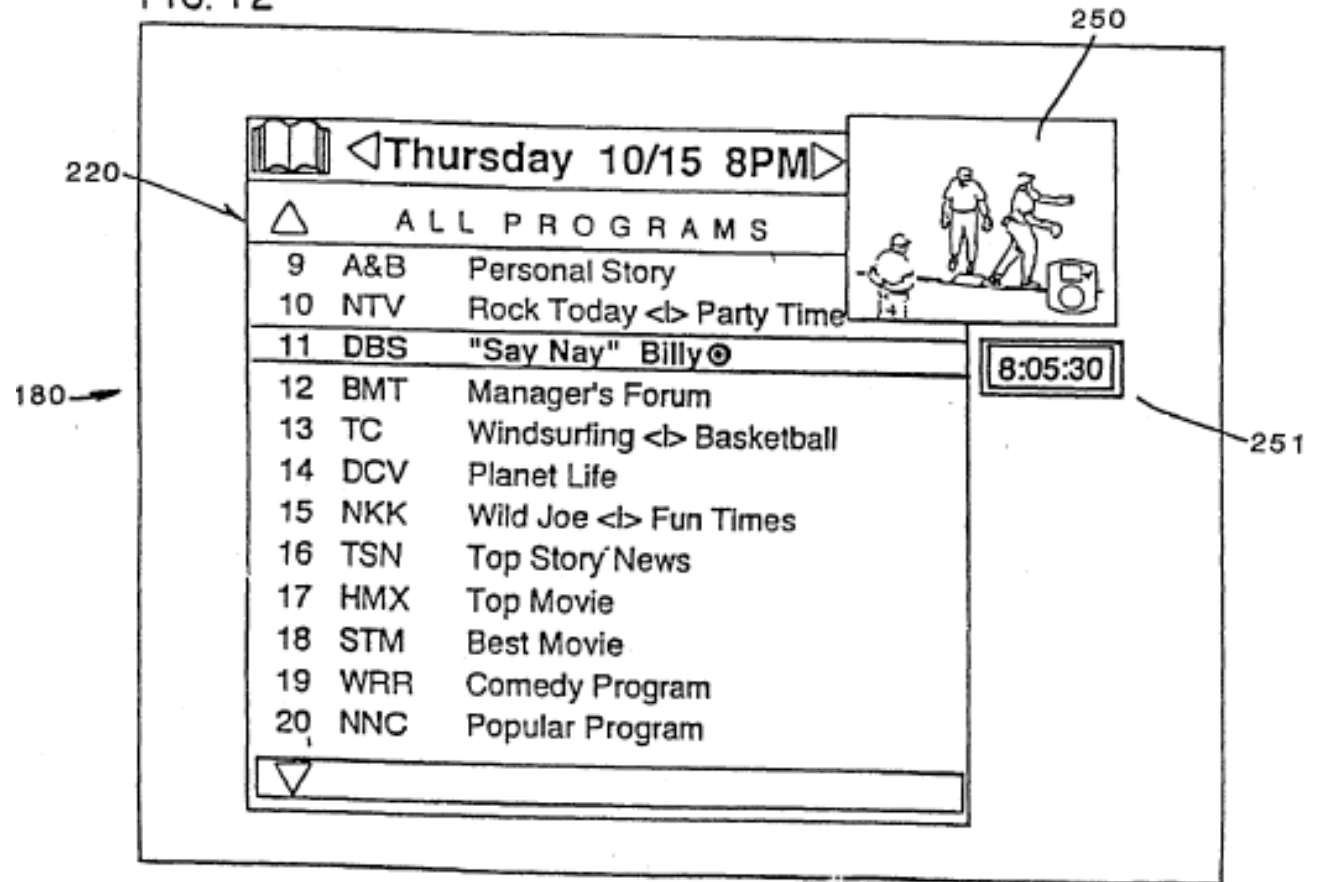 FIG. 12
250
Thursday 10/15 8PM
220
ALL PROGRAMS
9 A&B Personal Story
10 NTV Rock Today <I> Party Time
4
11 DBS "Say Nay" Billy
8:05:30
180
12 BMT Manager's Forum
251
13 TC Windsurfing <I> Basketball
14 DCV Planet Life
15 NKK Wild Joe <I> Fun Times
16 TSN Top Story News
17 HMX Top Movie
18 STM Best Movie
19 WRR Comedy Program
20 NNC Popular Program